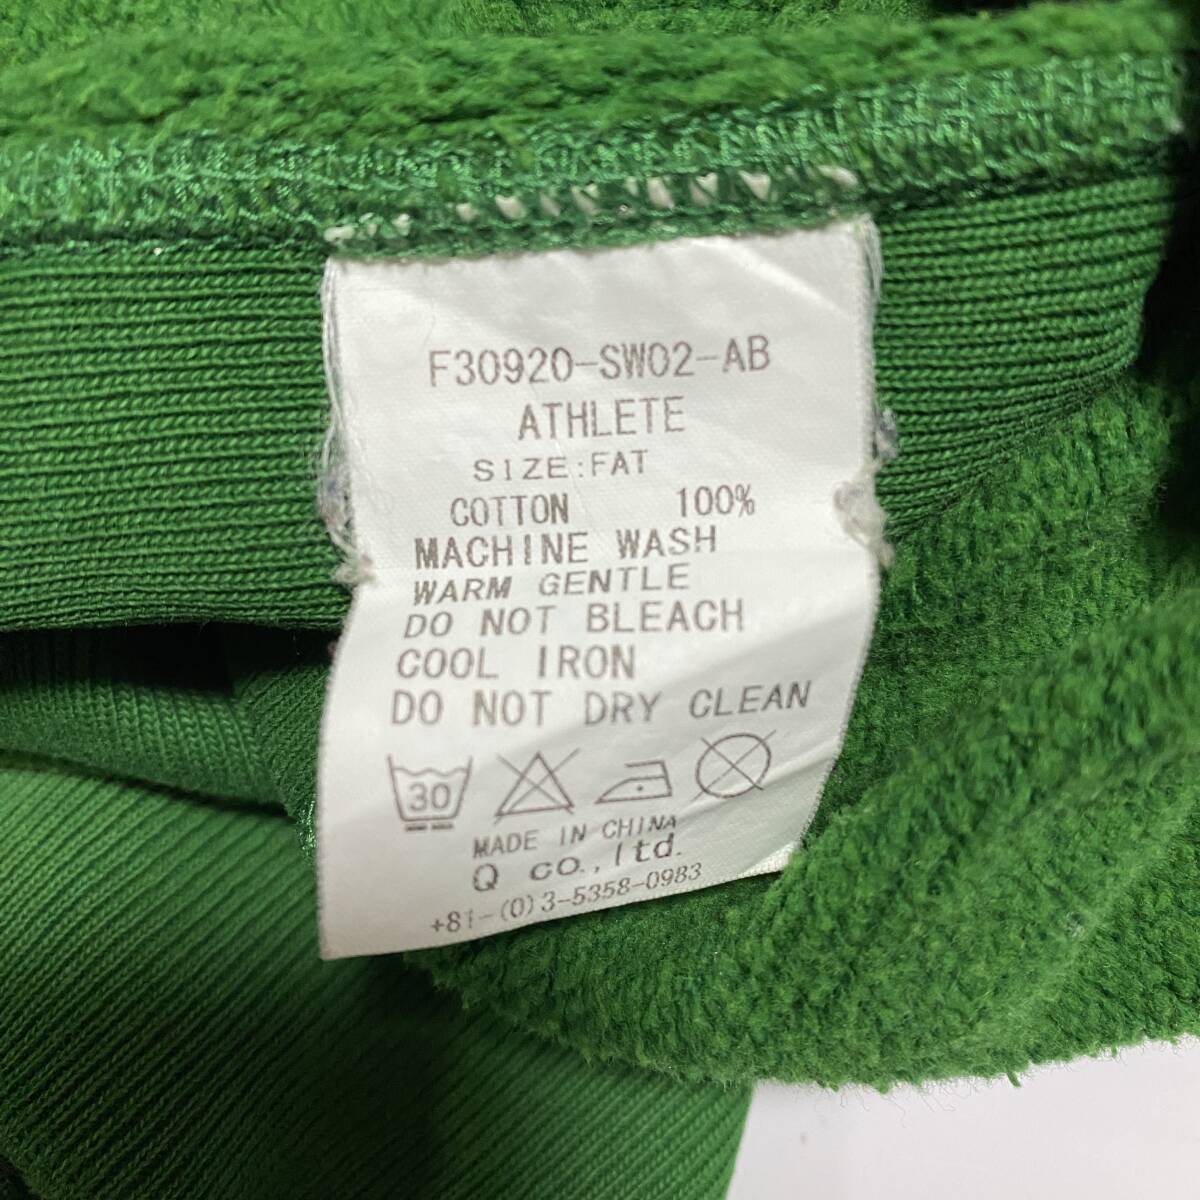 F30920-SW02-AB
ATHLETE
SIZE:FAT
COTTON 100%
MACHINE WASH
WARM GENTLE
DO NOT BLEACH
COOL IRON
DO NOT DRY CLEAN
30
MADE IN CHINA
Q CO., ltd.
+81-(0)3-5358-0983